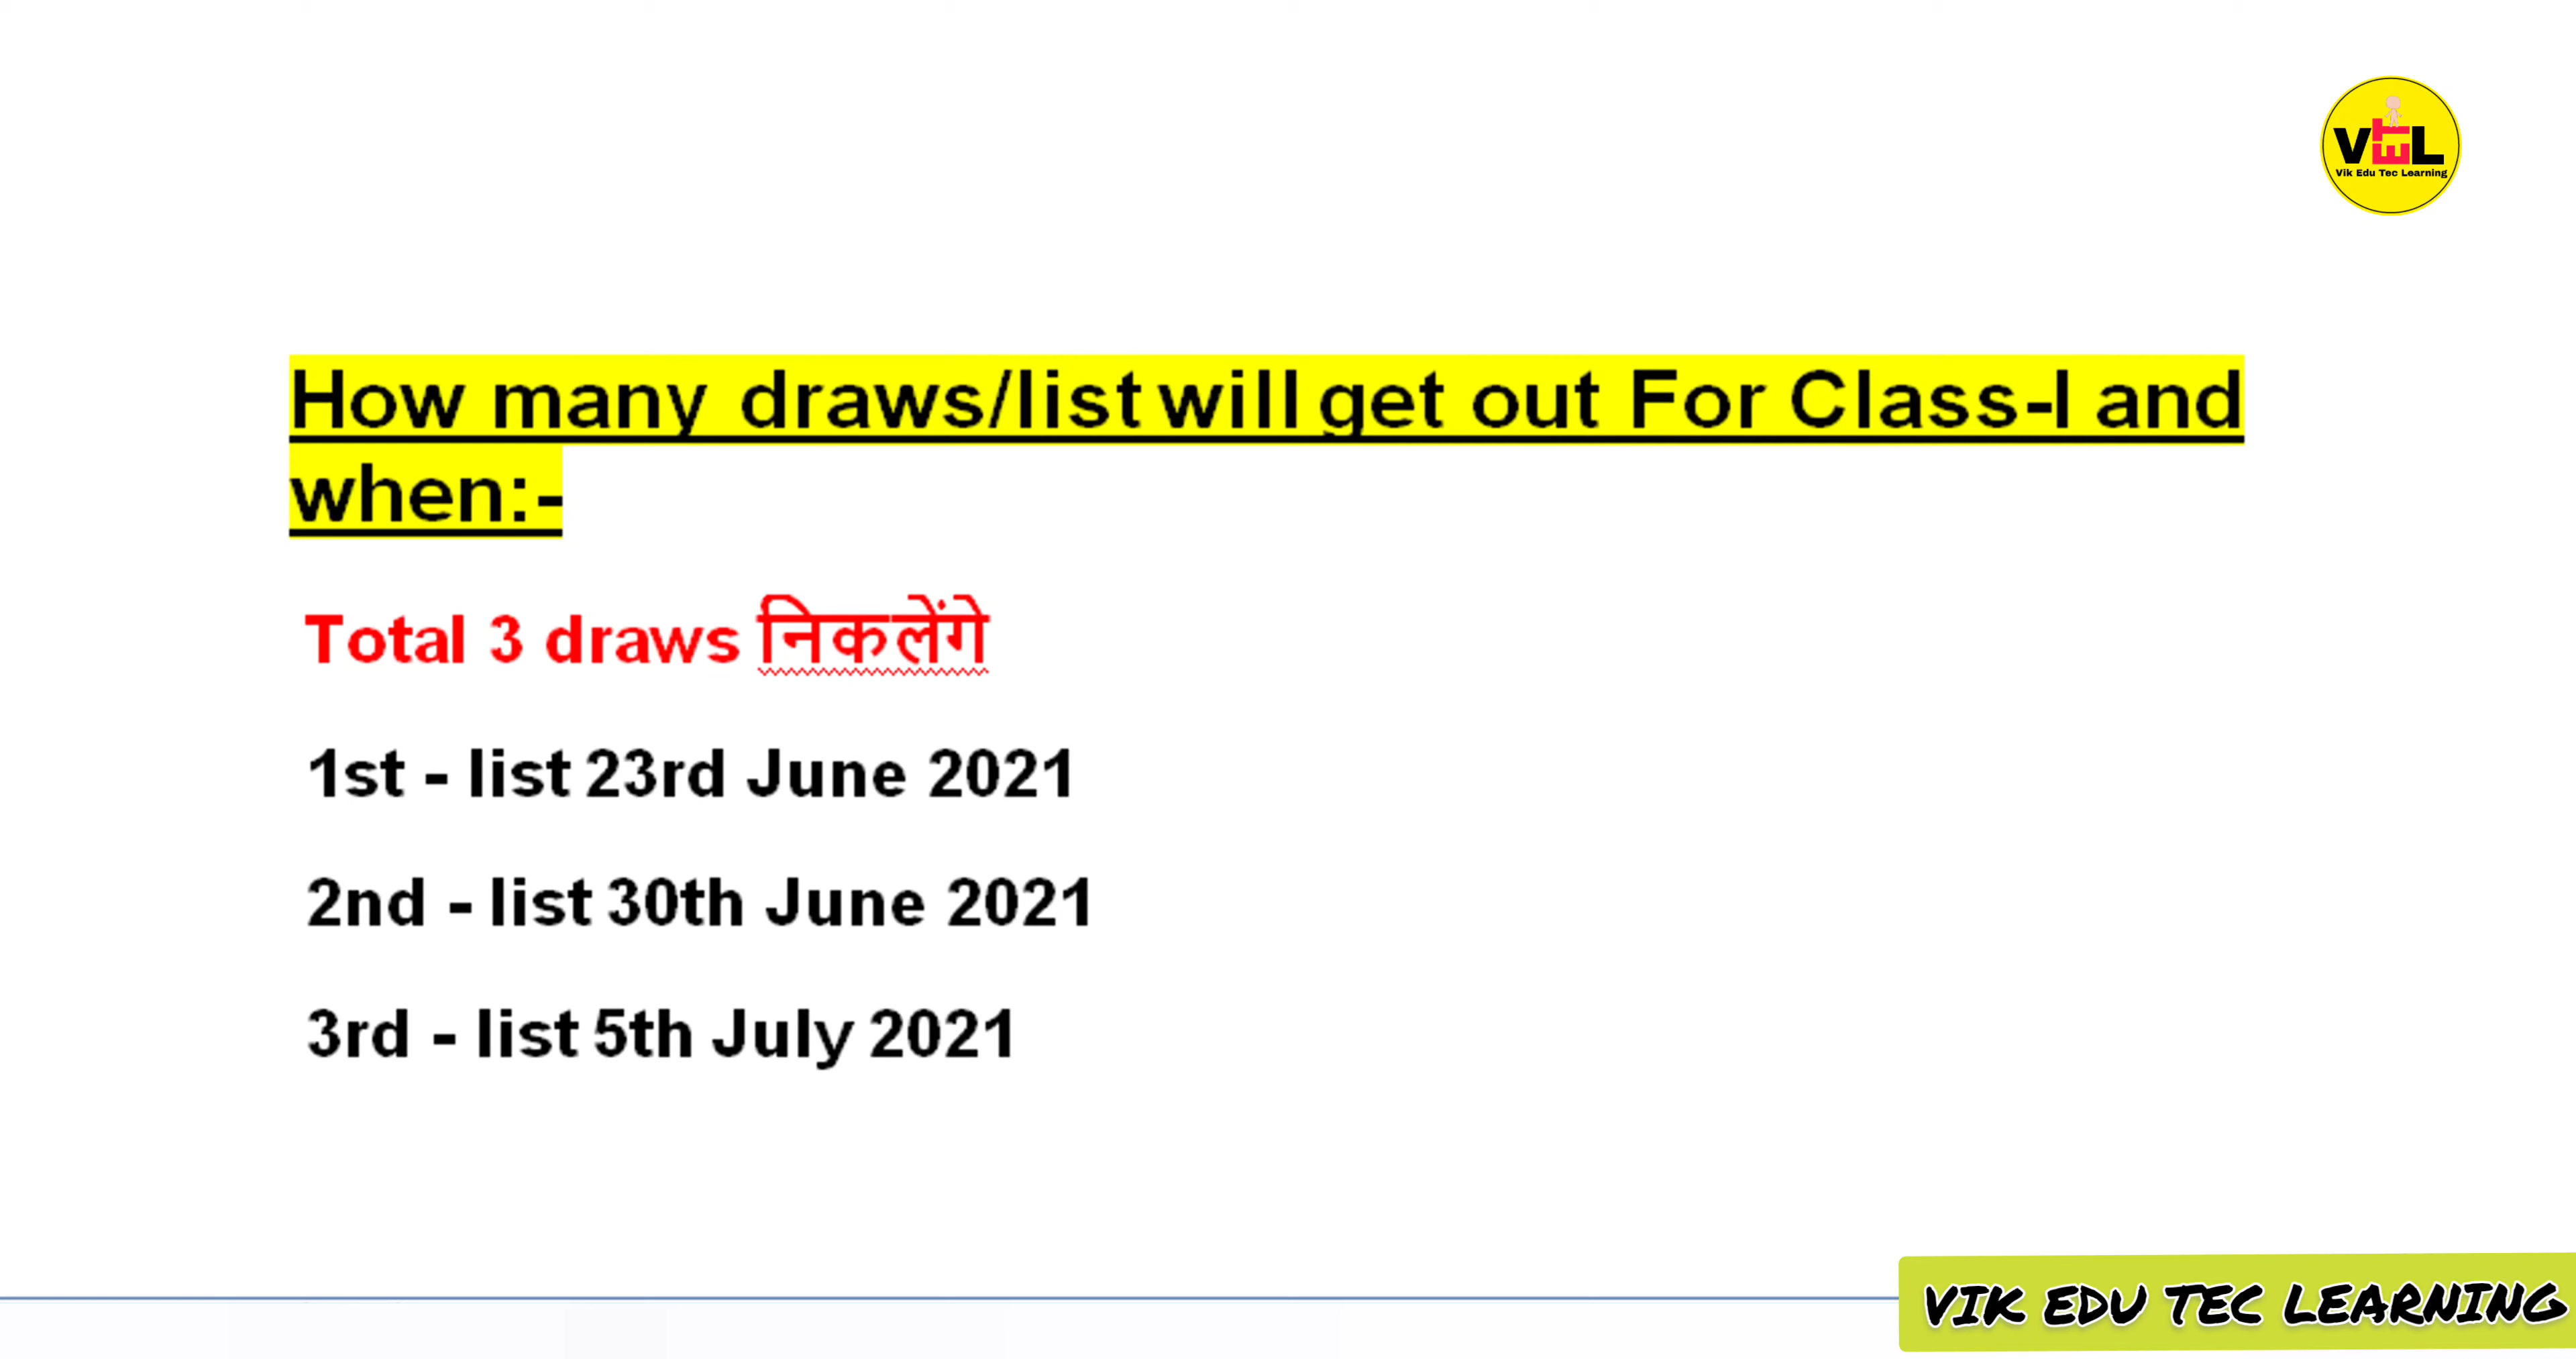 VETL
Vik Edu Tec Learning
How many draws/list will get out For Class-I and
when:-
Total 3 draws निकलेंगे
1st - list 23rd June 2021
2nd - list 30th June 2021
3rd - list 5th July 2021
VIK EDU TEC LEARNING